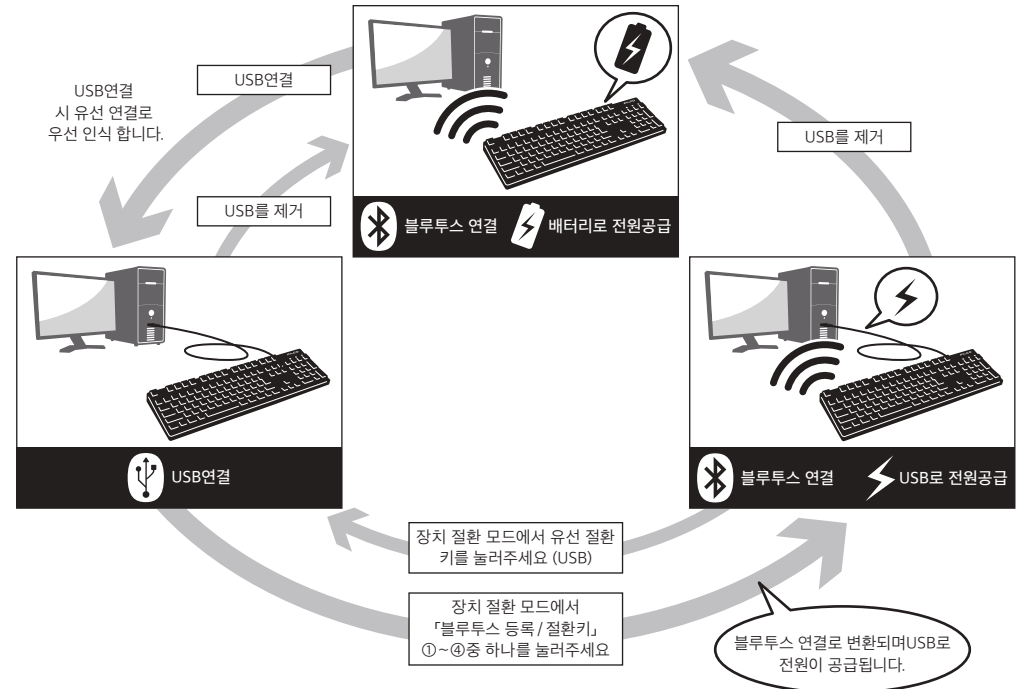 USB연결
시 유선 연결로
우선 인식 합니다.
USB연결
USB를 제거
블루투스 연결
배터리로 전원공급
USB를 제거
USB연결
블루투스 연결
USB로 전원공급
장치 절환 모드에서 유선 절환
키를 눌러주세요 (USB)
장치 절환 모드에서
「블루투스 등록 / 절환키」
①~④중 하나를 눌러주세요
블루투스 연결로 변환되며USB로
전원이 공급됩니다.